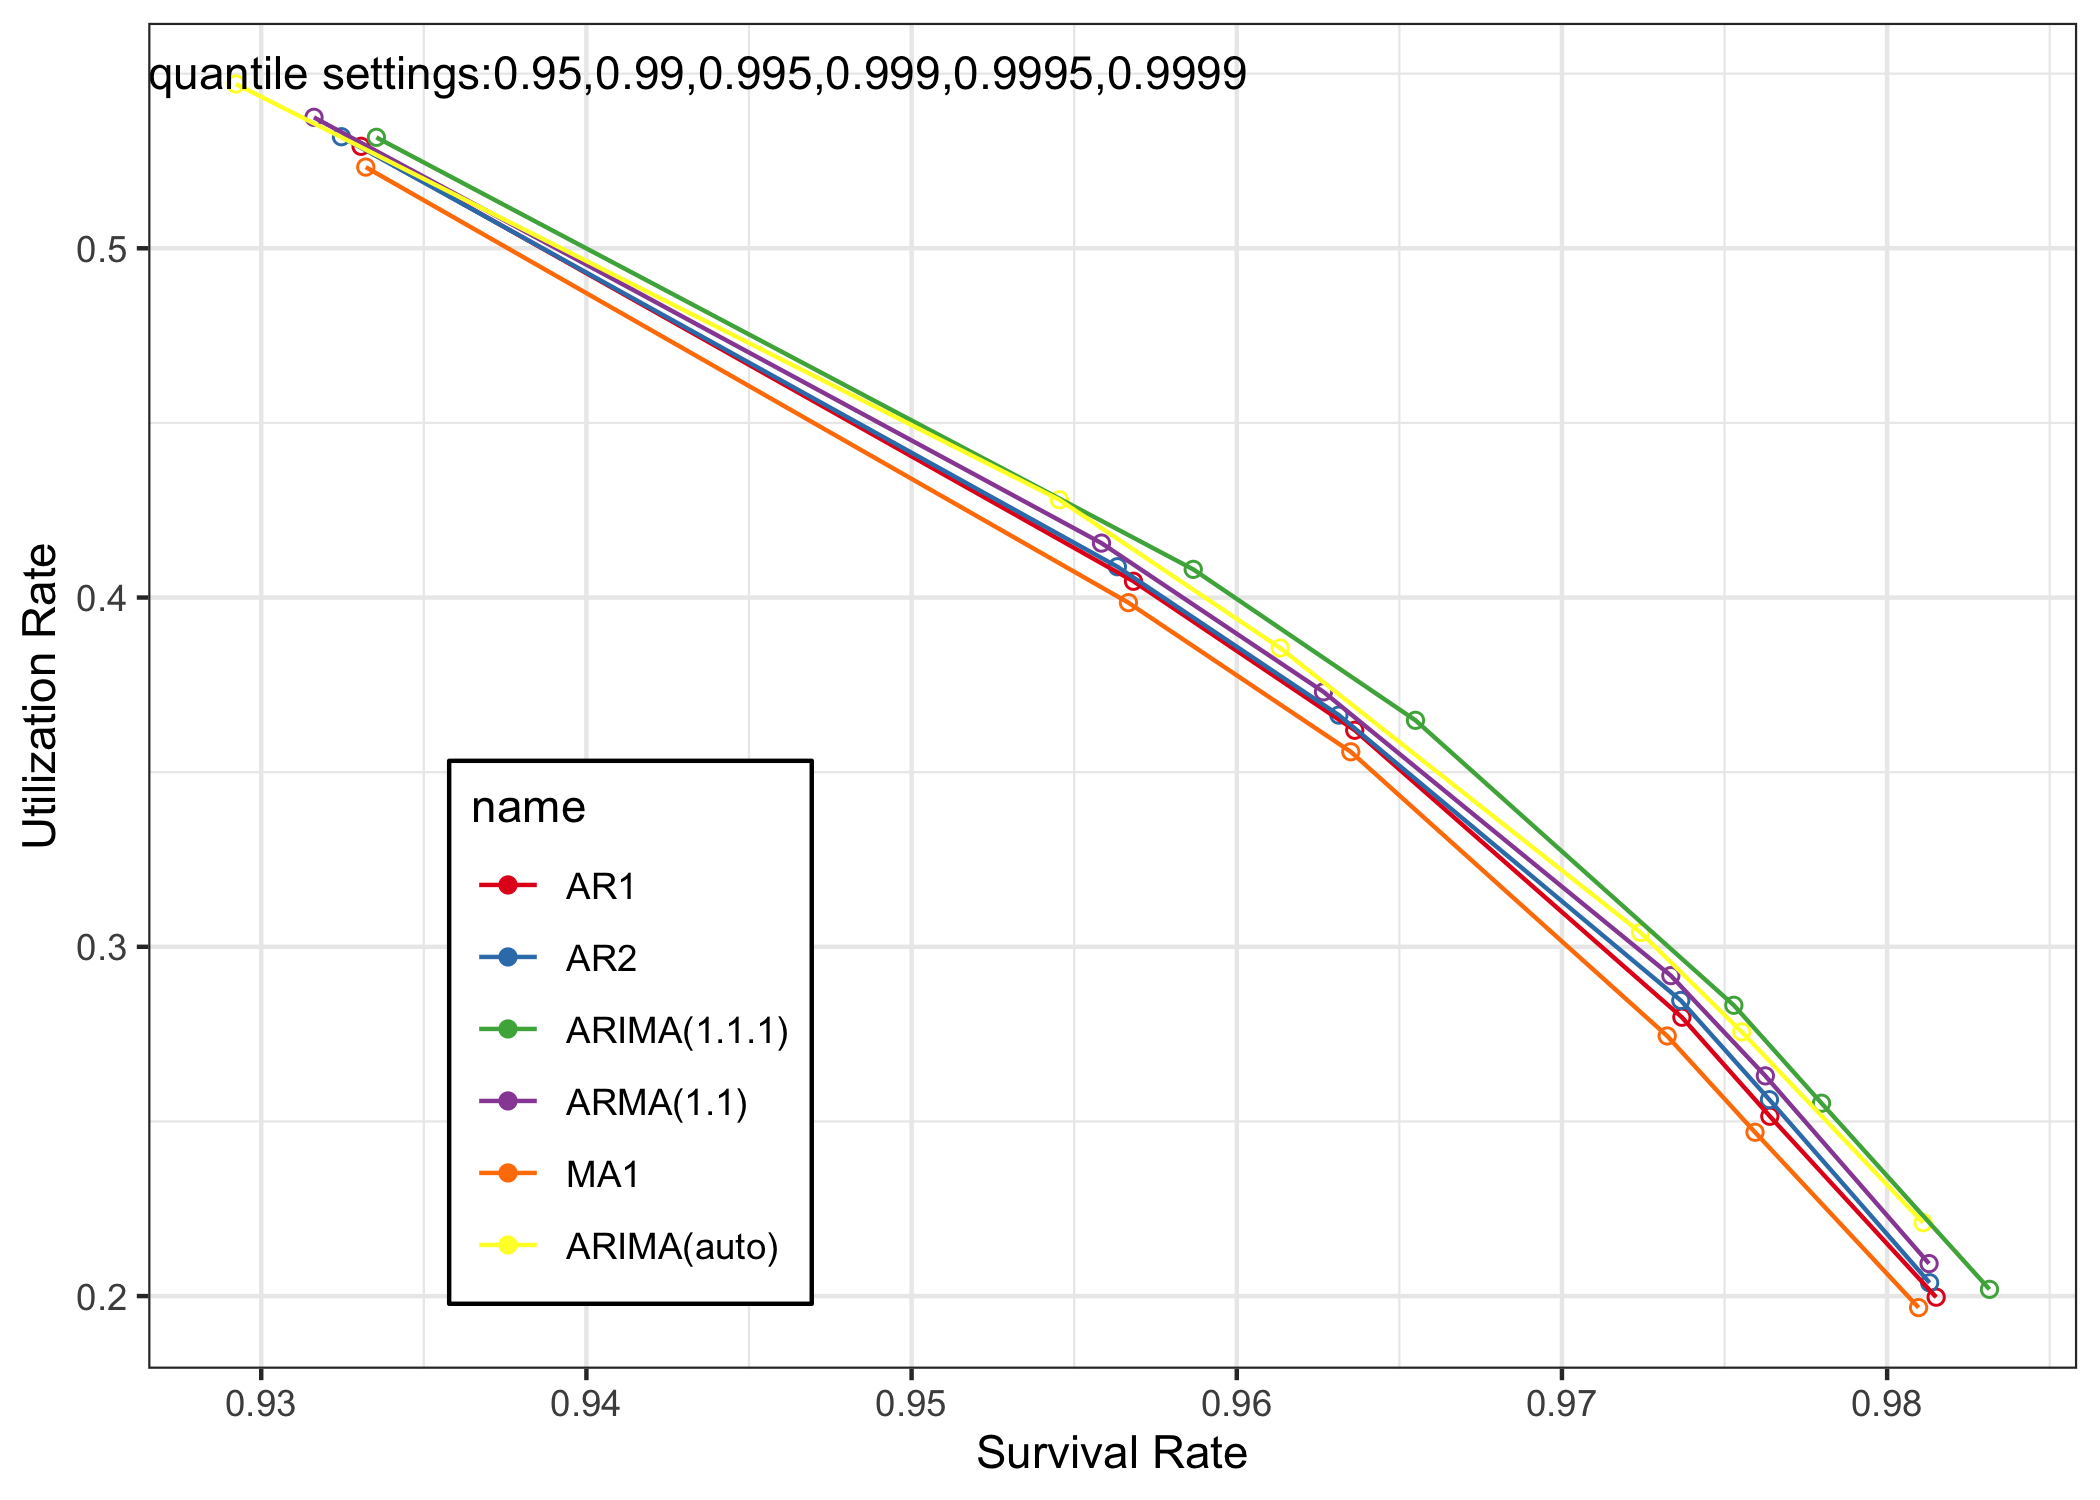 quantile settings:0.95,0.99,0.995,0.999,0.9995,0.9999
0.5
0.4
0.3
0.2
Utilization Rate
name
AR1
AR2
ARIMA(1.1.1)
ARMA(1.1)
MA1
ARIMA(auto)
0.93 0.94 0.95 0.96 0.97 0.98
Survival Rate